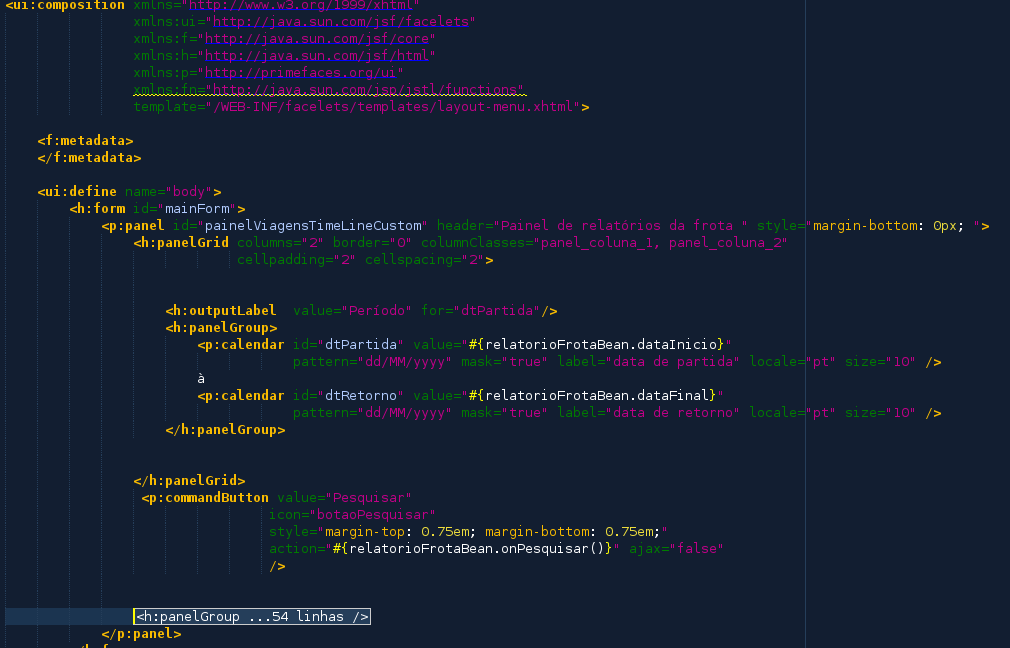 <ui:composition xmlns="http://www.w3.org/1999/xhtml"
xmlns:ui="http://java.sun.com/jsf/facelets"
xmlns:f="http://java.sun.com/jsf/core"
xmlns:h="http://java.sun.com/jsf/html"
xmlns:p="http://primefaces.org/ui"
xmlns:fn="http://java.sun.com/jsp/jstl/functions"
template="/WEB-INF/facelets/templates/layout-menu.xhtml">
<f:metadata>
</f:metadata>
<ui:define name="body">
<h:form id="mainForm">
<p:panel id="painelViagensTimeLineCustom" header="Painel de relatórios da frota " style="margin-bottom: 0px; ">
<h:panelGrid columns="2" border="0" columnClasses="panel_coluna_1, panel_coluna_2"
cellpadding="2" cellspacing="2">
<h:outputLabel  value="Período" for="dtPartida"/>
<h:panelGroup>
<p:calendar id="dtPartida" value="#{relatorioFrotaBean.dataInicio}"
pattern="dd/MM/yyyy" mask="true" label="data de partida" locale="pt" size="10" />
à
<p:calendar id="dtRetorno" value="#{relatorioFrotaBean.dataFinal}"
pattern="dd/MM/yyyy" mask="true" label="data de retorno" locale="pt" size="10" />
</h:panelGroup>
</h:panelGrid>
<p:commandButton value="Pesquisar"
icon="botaoPesquisar"
style="margin-top: 0.75em; margin-bottom: 0.75em;"
action="#{relatorioFrotaBean.onPesquisar()}" ajax="false"
/>
<h:panelGroup ...54 linhas />
</p:panel>